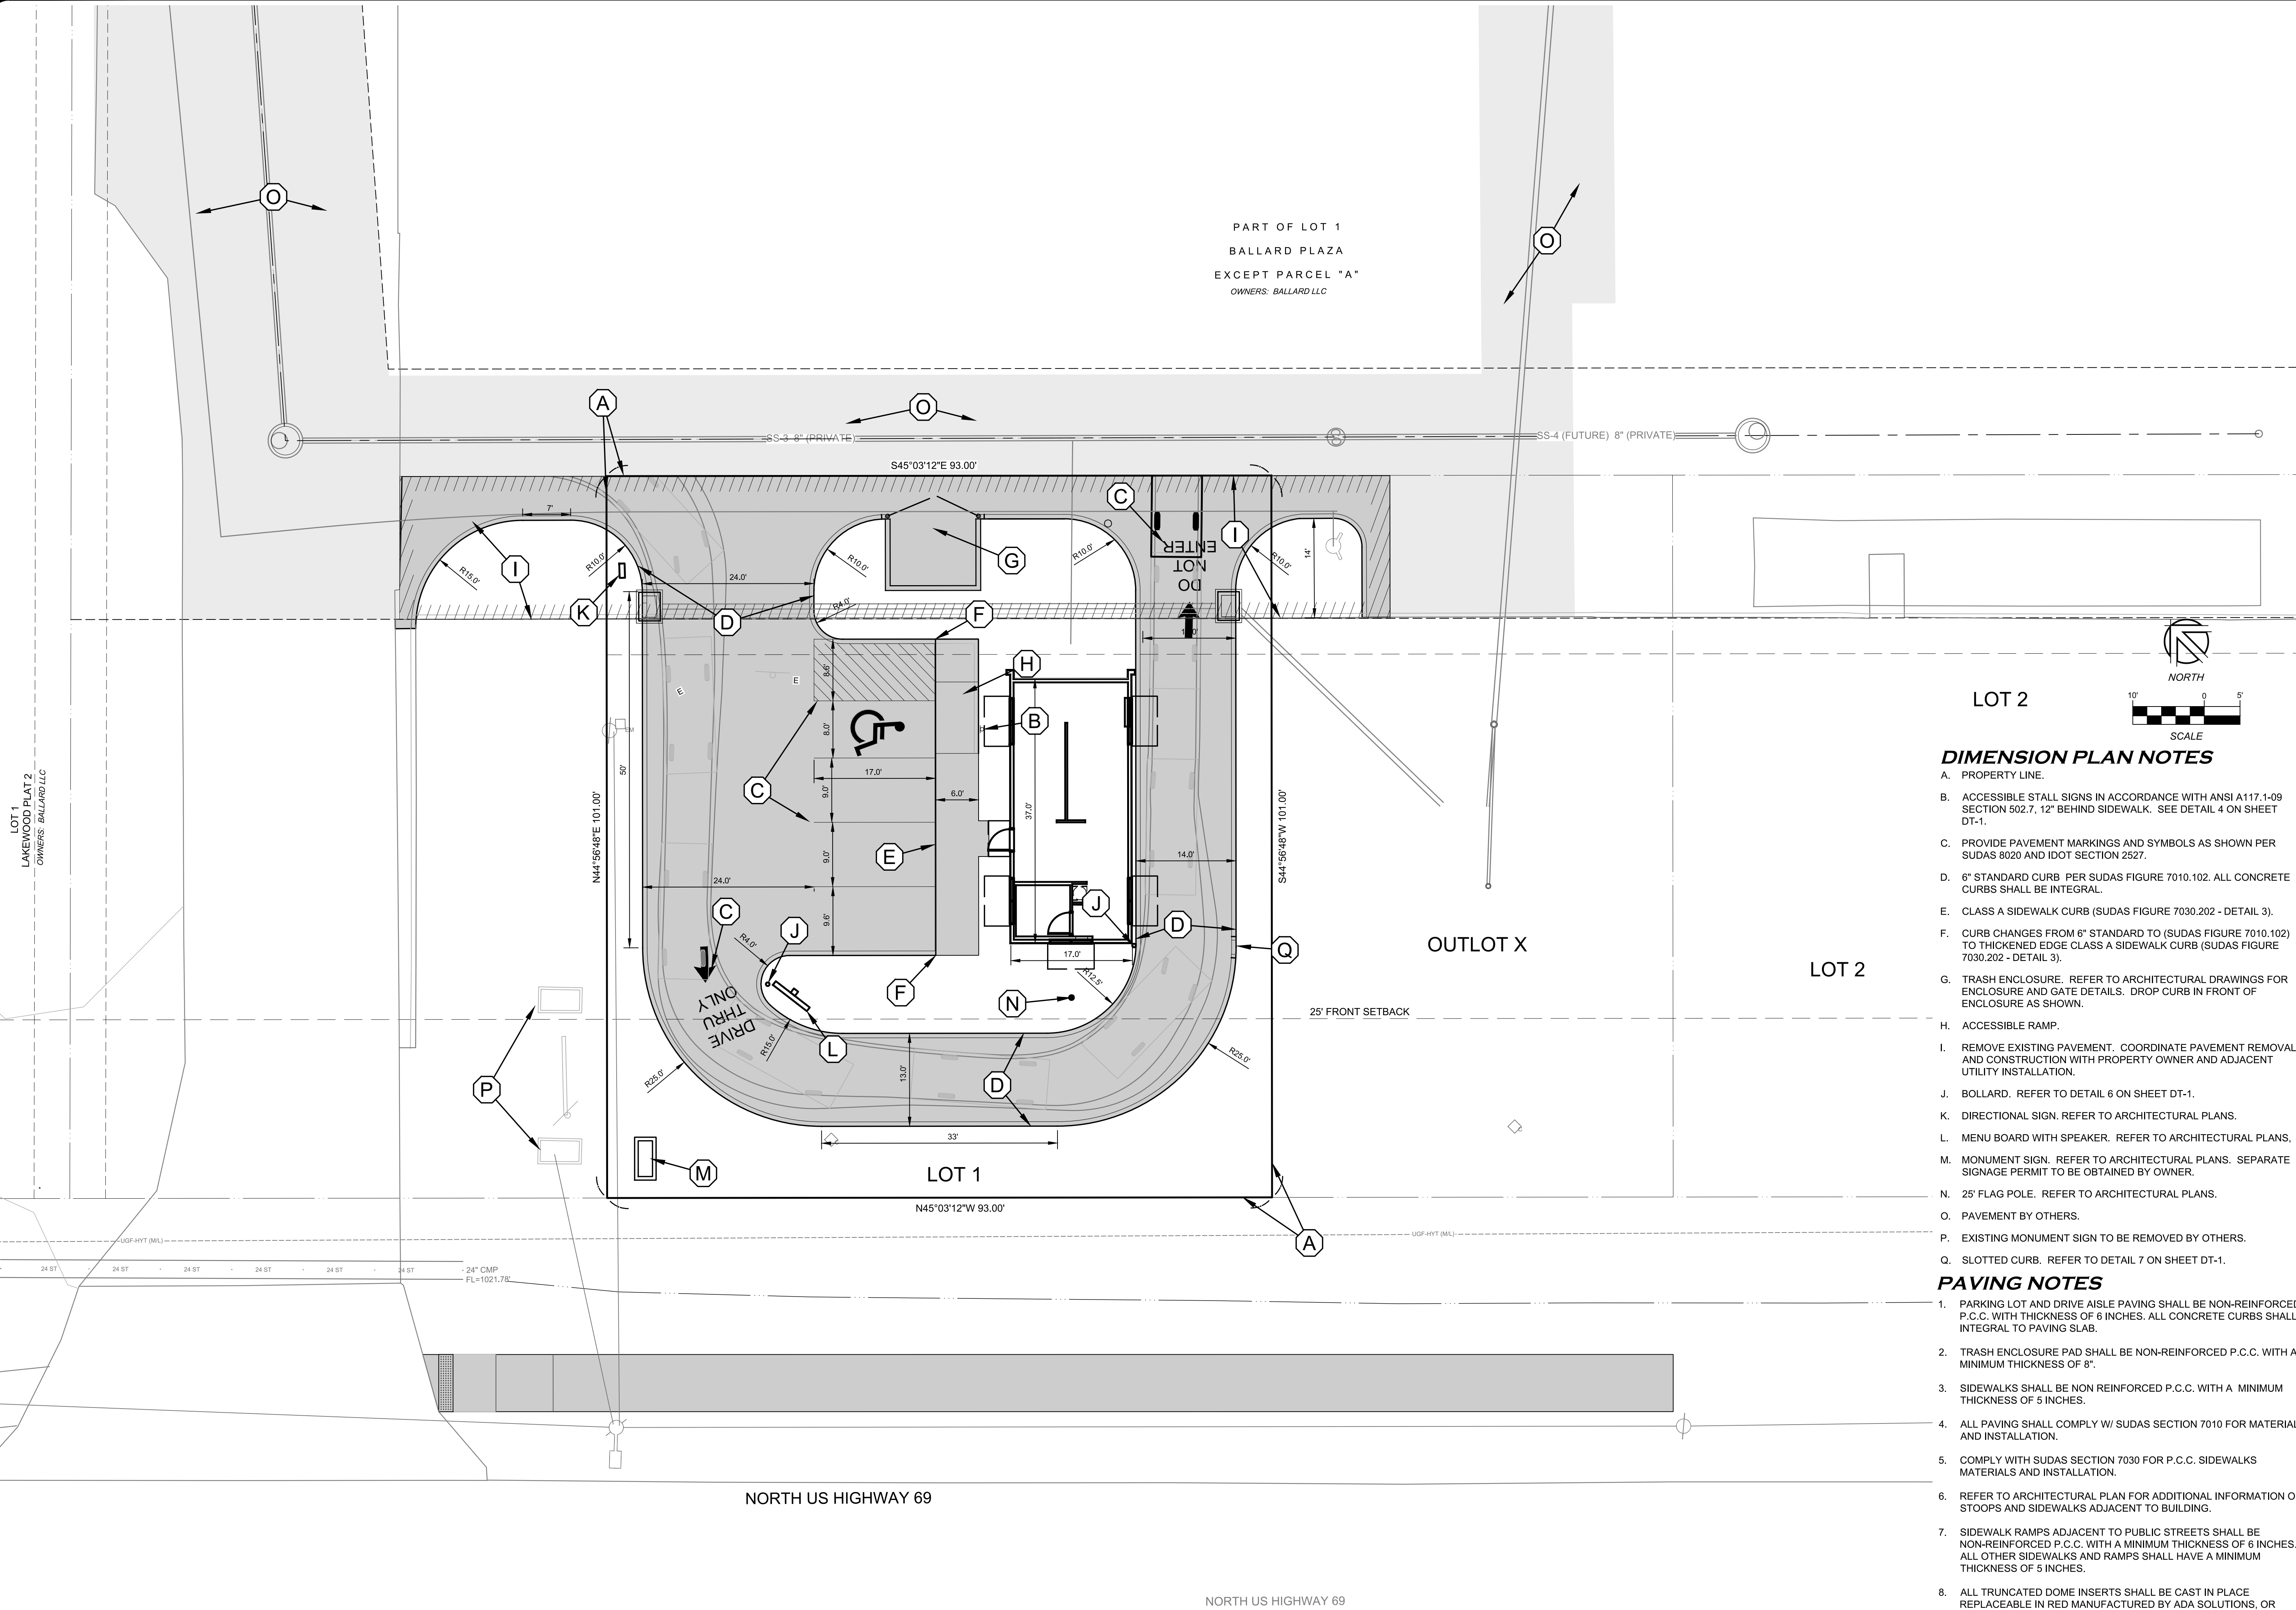 PART OF LOT 1
BALLARD PLAZA
EXCEPT PARCEL "A"
OWNERS: BALLARD LLC
O
O
O
A
SS-3 8" (PRIVATE)
SS-4 (FUTURE) 8" (PRIVATE)
S45°03'12"E 93.00'
C
I
7'
I
R15.0'
R10.0'
K
24.0'
D
R10.0'
R4.0'
G
R10.0'
R10.0'
14'
DO
NOT
ENTER
F
H
B
E
E
EM
8.6'
8.0'
17.0'
9.0'
6.0'
C
9.0'
E
9.6'
24.0'
37.0'
17.0'
14.0'
J
D
Q
50'
N44°56'48"E 101.00'
S44°56'48"W 101.00'
C
J
R4.0'
DRIVE
THRU
ONLY
F
N
R12.5'
L
R15.0'
R25.0'
13.0'
D
R25.0'
33'
M
P
LOT 1
N45°03'12"W 93.00'
A
OUTLOT X
25' FRONT SETBACK
LOT 2
LOT 2
NORTH
10' 0 5'
SCALE
LOT 1
LAKEWOOD PLAT 2
OWNERS: BALLARD LLC
UGF-HYT (M/L)
UGF-HYT (M/L)
24 ST 24 ST 24 ST 24 ST 24 ST 24 ST
24" CMP
FL=1021.78'
NORTH US HIGHWAY 69
NORTH US HIGHWAY 69
DIMENSION PLAN NOTES
A. PROPERTY LINE.
B. ACCESSIBLE STALL SIGNS IN ACCORDANCE WITH ANSI A117.1-09
SECTION 502.7, 12" BEHIND SIDEWALK. SEE DETAIL 4 ON SHEET
DT-1.
C. PROVIDE PAVEMENT MARKINGS AND SYMBOLS AS SHOWN PER
SUDAS 8020 AND IDOT SECTION 2527.
D. 6" STANDARD CURB PER SUDAS FIGURE 7010.102. ALL CONCRETE
CURBS SHALL BE INTEGRAL.
E. CLASS A SIDEWALK CURB (SUDAS FIGURE 7030.202 - DETAIL 3).
F. CURB CHANGES FROM 6" STANDARD TO (SUDAS FIGURE 7010.102)
TO THICKENED EDGE CLASS A SIDEWALK CURB (SUDAS FIGURE
7030.202 - DETAIL 3).
G. TRASH ENCLOSURE. REFER TO ARCHITECTURAL DRAWINGS FOR
ENCLOSURE AND GATE DETAILS. DROP CURB IN FRONT OF
ENCLOSURE AS SHOWN.
H. ACCESSIBLE RAMP.
I. REMOVE EXISTING PAVEMENT. COORDINATE PAVEMENT REMOVAL
AND CONSTRUCTION WITH PROPERTY OWNER AND ADJACENT
UTILITY INSTALLATION.
J. BOLLARD. REFER TO DETAIL 6 ON SHEET DT-1.
K. DIRECTIONAL SIGN. REFER TO ARCHITECTURAL PLANS.
L. MENU BOARD WITH SPEAKER. REFER TO ARCHITECTURAL PLANS,
M. MONUMENT SIGN. REFER TO ARCHITECTURAL PLANS. SEPARATE
SIGNAGE PERMIT TO BE OBTAINED BY OWNER.
N. 25' FLAG POLE. REFER TO ARCHITECTURAL PLANS.
O. PAVEMENT BY OTHERS.
P. EXISTING MONUMENT SIGN TO BE REMOVED BY OTHERS.
Q. SLOTTED CURB. REFER TO DETAIL 7 ON SHEET DT-1.
PAVING NOTES
1. PARKING LOT AND DRIVE AISLE PAVING SHALL BE NON-REINFORCED
P.C.C. WITH THICKNESS OF 6 INCHES. ALL CONCRETE CURBS SHALL
INTEGRAL TO PAVING SLAB.
2. TRASH ENCLOSURE PAD SHALL BE NON-REINFORCED P.C.C. WITH A
MINIMUM THICKNESS OF 8".
3. SIDEWALKS SHALL BE NON REINFORCED P.C.C. WITH A MINIMUM
THICKNESS OF 5 INCHES.
4. ALL PAVING SHALL COMPLY W/ SUDAS SECTION 7010 FOR MATERIAL
AND INSTALLATION.
5. COMPLY WITH SUDAS SECTION 7030 FOR P.C.C. SIDEWALKS
MATERIALS AND INSTALLATION.
6. REFER TO ARCHITECTURAL PLAN FOR ADDITIONAL INFORMATION O
STOOPS AND SIDEWALKS ADJACENT TO BUILDING.
7. SIDEWALK RAMPS ADJACENT TO PUBLIC STREETS SHALL BE
NON-REINFORCED P.C.C. WITH A MINIMUM THICKNESS OF 6 INCHES.
ALL OTHER SIDEWALKS AND RAMPS SHALL HAVE A MINIMUM
THICKNESS OF 5 INCHES.
8. ALL TRUNCATED DOME INSERTS SHALL BE CAST IN PLACE
REPLACEABLE IN RED MANUFACTURED BY ADA SOLUTIONS, OR